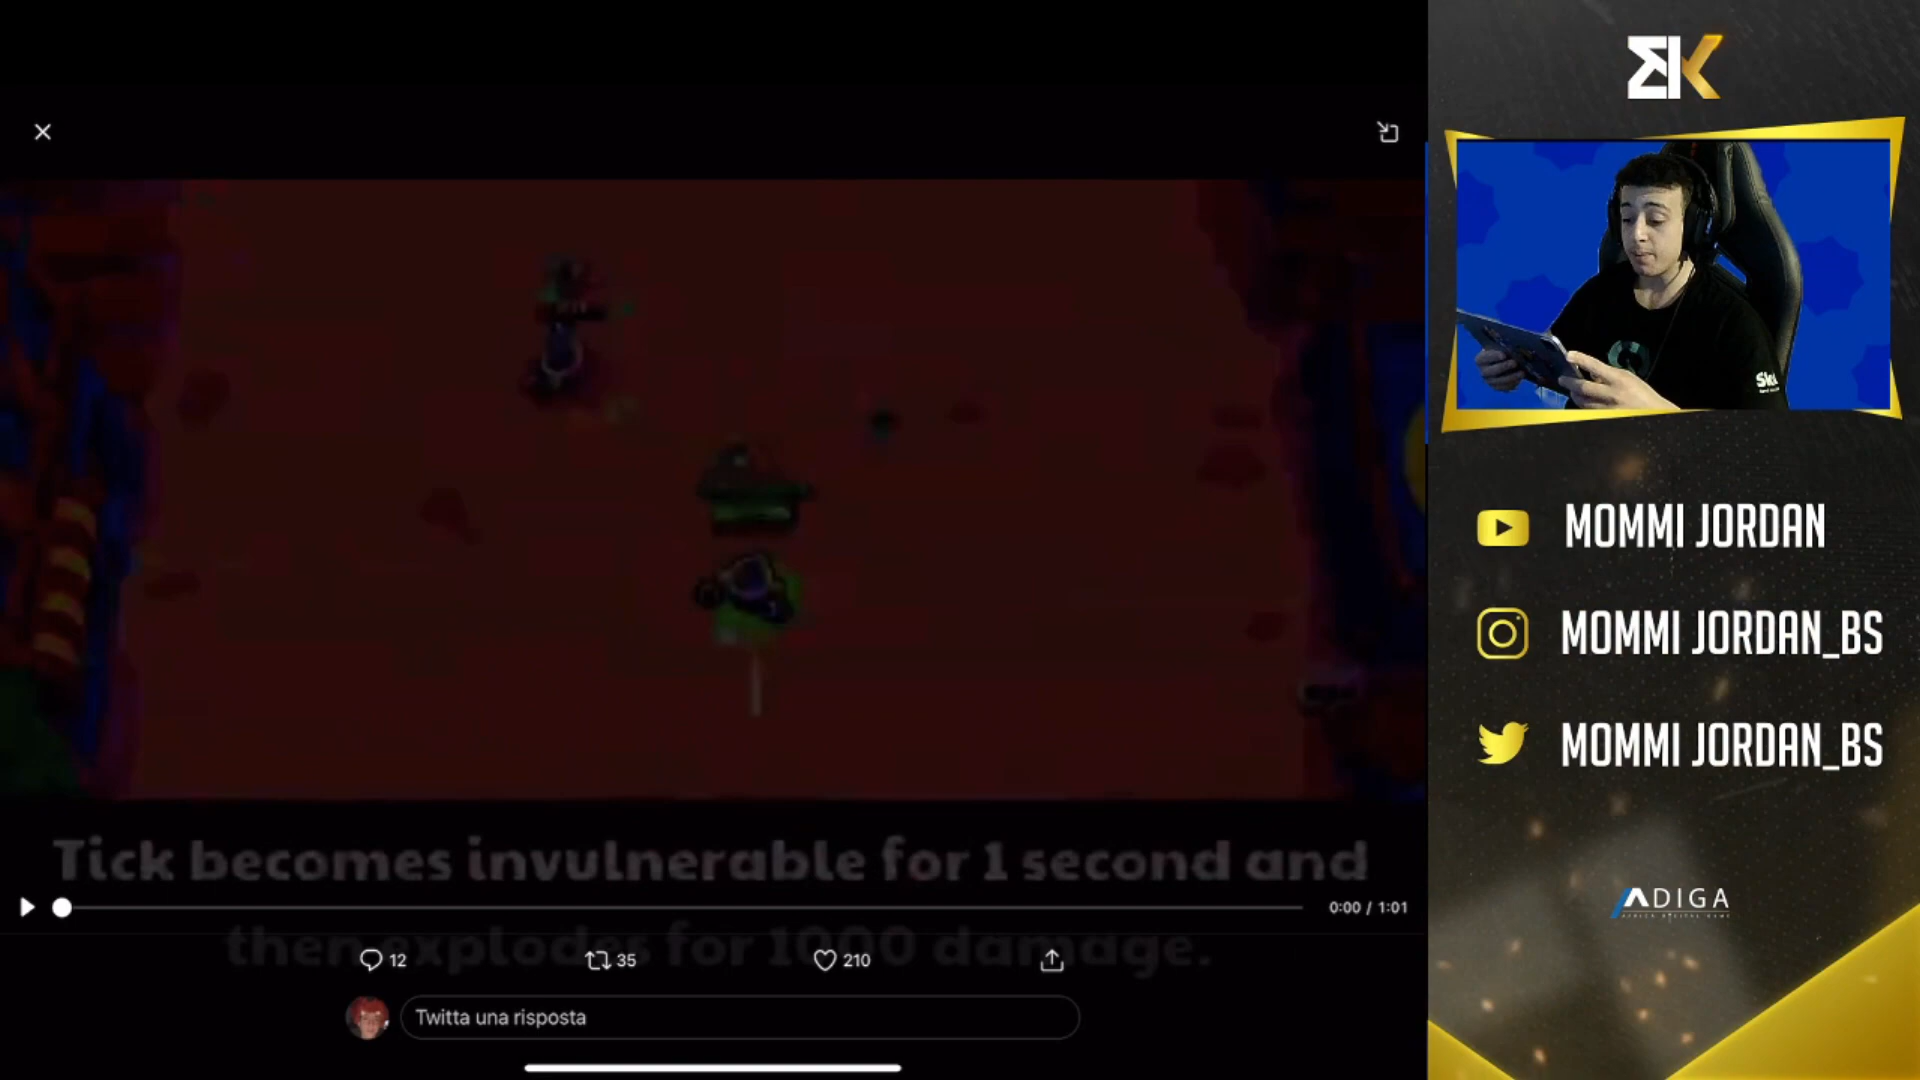 Tick becomes invulnerable for 1 second and
0:00 / 1:01
then explodes for 1000 damage.
12
35
210
Twitta una risposta
Sk
MOMMI JORDAN
MOMMI JORDAN_BS
MOMMI JORDAN_BS
ADIGA